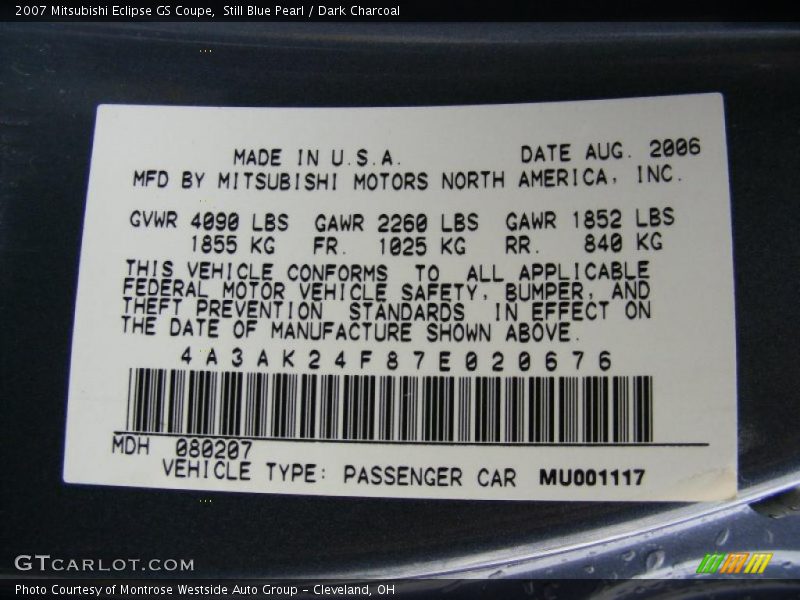 2007 Mitsubishi Eclipse GS Coupe,  Still Blue Pearl / Dark Charcoal
MADE IN U.S.A. DATE AUG. 2006
MFD BY MITSUBISHI MOTORS NORTH AMERICA, INC.
GVWR 4090 LBS GAWR 2260 LBS GAWR 1852 LBS
1855 KG FR. 1025 KG RR. 840 KG
THIS VEHICLE CONFORMS TO ALL APPLICABLE
FEDERAL MOTOR VEHICLE SAFETY, BUMPER, AND
THEFT PREVENTION STANDARDS IN EFFECT ON
THE DATE OF MANUFACTURE SHOWN ABOVE.
4A3AK24F87E020676
MDH 080207
VEHICLE TYPE: PASSENGER CAR MU001117
GTCARLOT.COM
Photo Courtesy of Montrose Westside Auto Group - Cleveland, OH